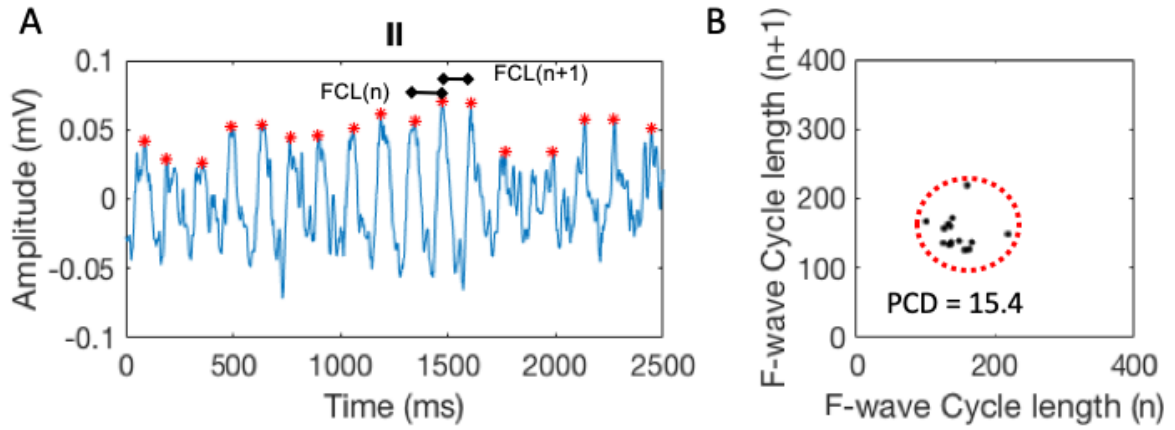 A
II
Amplitude (mV)
0.1
0.05
0
-0.05
-0.1
FCL(n)
FCL(n+1)
0
500
1000
1500
2000
2500
Time (ms)
B
F-wave Cycle length (n+1)
400
300
200
100
0
PCD = 15.4
0
200
400
F-wave Cycle length (n)